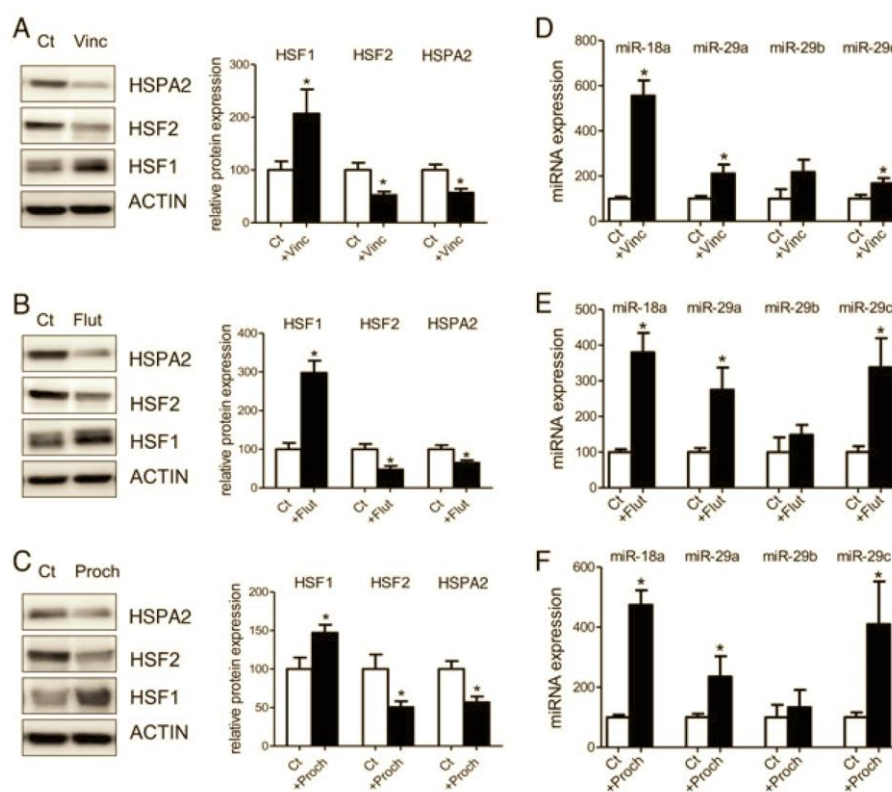 A
Ct Vinc
HSPA2
HSF2
HSF1
ACTIN
relative protein expression
300
200
100
0
HSF1 HSF2 HSPA2
* * *
Ct +Vinc Ct +Vinc Ct +Vinc
D
miRNA expression
800
600
400
200
0
miR-18a miR-29a miR-29b miR-29c
* * *
Ct +Vinc Ct +Vinc Ct +Vinc Ct +Vinc
B
Ct Flut
HSPA2
HSF2
HSF1
ACTIN
relative protein expression
400
300
200
100
0
HSF1 HSF2 HSPA2
* * *
Ct +Flut Ct +Flut Ct +Flut
E
miRNA expression
500
400
300
200
100
0
miR-18a miR-29a miR-29b miR-29c
* * *
Ct +Flut Ct +Flut Ct +Flut Ct +Flut
C
Ct Proch
HSPA2
HSF2
HSF1
ACTIN
relative protein expression
200
150
100
50
0
HSF1 HSF2 HSPA2
* * *
Ct +Proch Ct +Proch Ct +Proch
F
miRNA expression
600
400
200
0
miR-18a miR-29a miR-29b miR-29c
* * *
Ct +Proch Ct +Proch Ct +Proch Ct +Proch